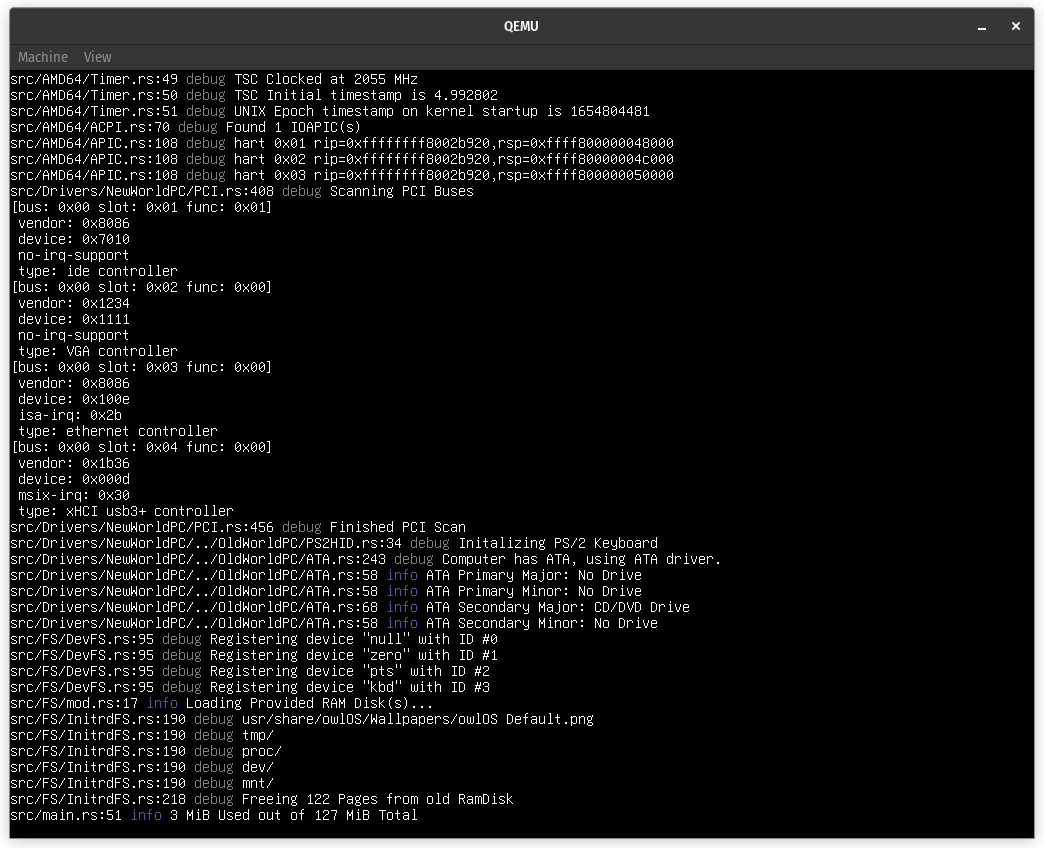 QEMU
Machine View
src/AMD64/Timer.rs:49 debug TSC Clocked at 2055 MHz
src/AMD64/Timer.rs:50 debug TSC Initial timestamp is 4.992802
src/AMD64/Timer.rs:51 debug UNIX Epoch timestamp on kernel startup is 1654804481
src/AMD64/ACPI.rs:70 debug Found 1 IOAPIC(s)
src/AMD64/APIC.rs:108 debug hart 0x01 rip=0xffffffff8002b920,rsp=0xffff800000048000
src/AMD64/APIC.rs:108 debug hart 0x02 rip=0xffffffff8002b920,rsp=0xffff80000004c000
src/AMD64/APIC.rs:108 debug hart 0x03 rip=0xffffffff8002b920,rsp=0xffff800000050000
src/Drivers/NewWorldPC/PCI.rs:408 debug Scanning PCI Buses
[bus: 0x00 slot: 0x01 func: 0x01]
vendor: 0x8086
device: 0x7010
no-irq-support
type: ide controller
[bus: 0x00 slot: 0x02 func: 0x00]
vendor: 0x1234
device: 0x1111
no-irq-support
type: VGA controller
[bus: 0x00 slot: 0x03 func: 0x00]
vendor: 0x8086
device: 0x100e
isa-irq: 0x2b
type: ethernet controller
[bus: 0x00 slot: 0x04 func: 0x00]
vendor: 0x1b36
device: 0x000d
msix-irq: 0x30
type: xHCI usb3+ controller
src/Drivers/NewWorldPC/PCI.rs:456 debug Finished PCI Scan
src/Drivers/NewWorldPC/../OldWorldPC/PS2HID.rs:34 debug Initalizing PS/2 Keyboard
src/Drivers/NewWorldPC/../OldWorldPC/ATA.rs:243 debug Computer has ATA, using ATA driver.
src/Drivers/NewWorldPC/../OldWorldPC/ATA.rs:58 info ATA Primary Major: No Drive
src/Drivers/NewWorldPC/../OldWorldPC/ATA.rs:58 info ATA Primary Minor: No Drive
src/Drivers/NewWorldPC/../OldWorldPC/ATA.rs:68 info ATA Secondary Major: CD/DVD Drive
src/Drivers/NewWorldPC/../OldWorldPC/ATA.rs:58 info ATA Secondary Minor: No Drive
src/FS/DevFS.rs:95 debug Registering device "null" with ID #0
src/FS/DevFS.rs:95 debug Registering device "zero" with ID #1
src/FS/DevFS.rs:95 debug Registering device "pts" with ID #2
src/FS/DevFS.rs:95 debug Registering device "kbd" with ID #3
src/FS/mod.rs:17 info Loading Provided RAM Disk(s)...
src/FS/InitrdFS.rs:190 debug usr/share/owlOS/Wallpapers/owlOS Default.png
src/FS/InitrdFS.rs:190 debug tmp/
src/FS/InitrdFS.rs:190 debug proc/
src/FS/InitrdFS.rs:190 debug dev/
src/FS/InitrdFS.rs:190 debug mnt/
src/FS/InitrdFS.rs:218 debug Freeing 122 Pages from old RamDisk
src/main.rs:51 info 3 MiB Used out of 127 MiB Total